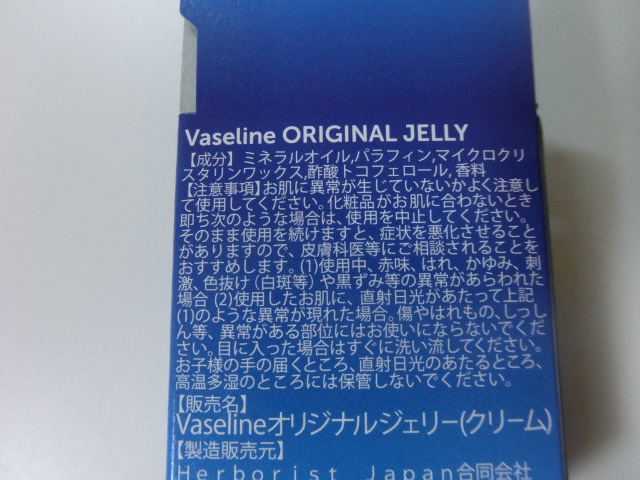 Vaseline ORIGINAL JELLY
【成分】ミネラルオイル,パラフィン,マイクロクリ
スタリンワックス,酢酸トコフェロール, 香料
【注意事項】お肌に異常が生じていないかよく注意し
て使用してください。化粧品がお肌に合わないとき
即ち次のような場合は、使用を中止してください。
そのまま使用を続けますと、症状を悪化させること
がありますので、皮膚科医等にご相談されることを
おすすめします。(1)使用中、赤味、はれ、かゆみ、刺
激、色抜け（白斑等）や黒ずみ等の異常があらわれた
場合 (2)使用したお肌に、直射日光があたって上記
(1)のような異常が現れた場合。傷やはれもの、しっし
ん等、異常がある部位にはお使いにならないでくだ
さい。目に入った場合はすぐに洗い流してください。
お子様の手の届くところ、直射日光のあたるところ、
高温多湿のところには保管しないでください。
【販売名】
Vaselineオリジナルジェリー(クリーム)
【製造販売元】
Herborist Japan合同会社